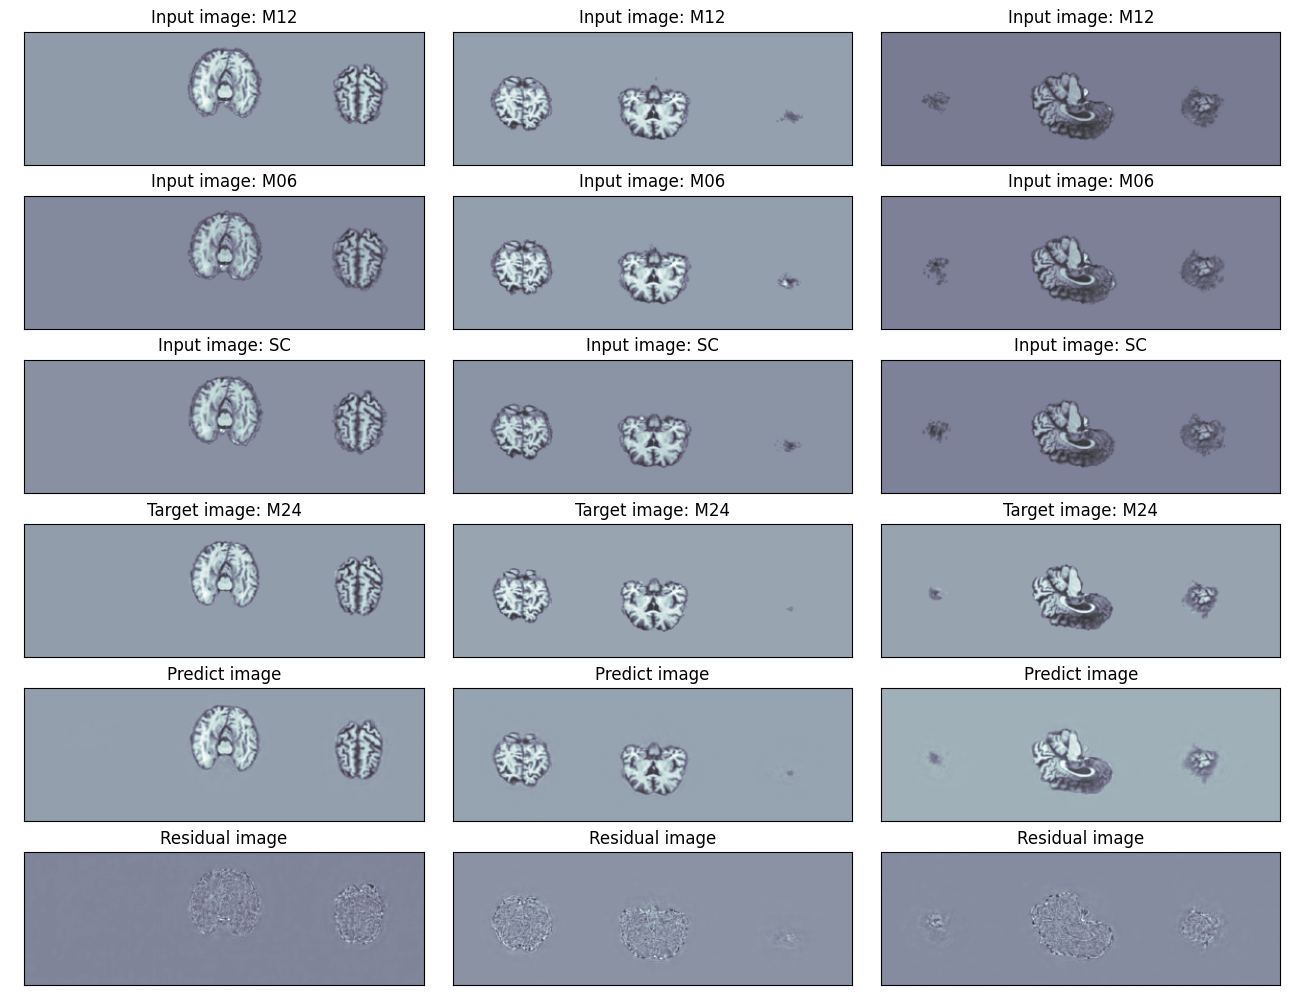 Input image: M12 Input image: M12 Input image: M12
Input image: M06 Input image: M06 Input image: M06
Input image: SC Input image: SC Input image: SC
Target image: M24 Target image: M24 Target image: M24
Predict image Predict image Predict image
Residual image Residual image Residual image